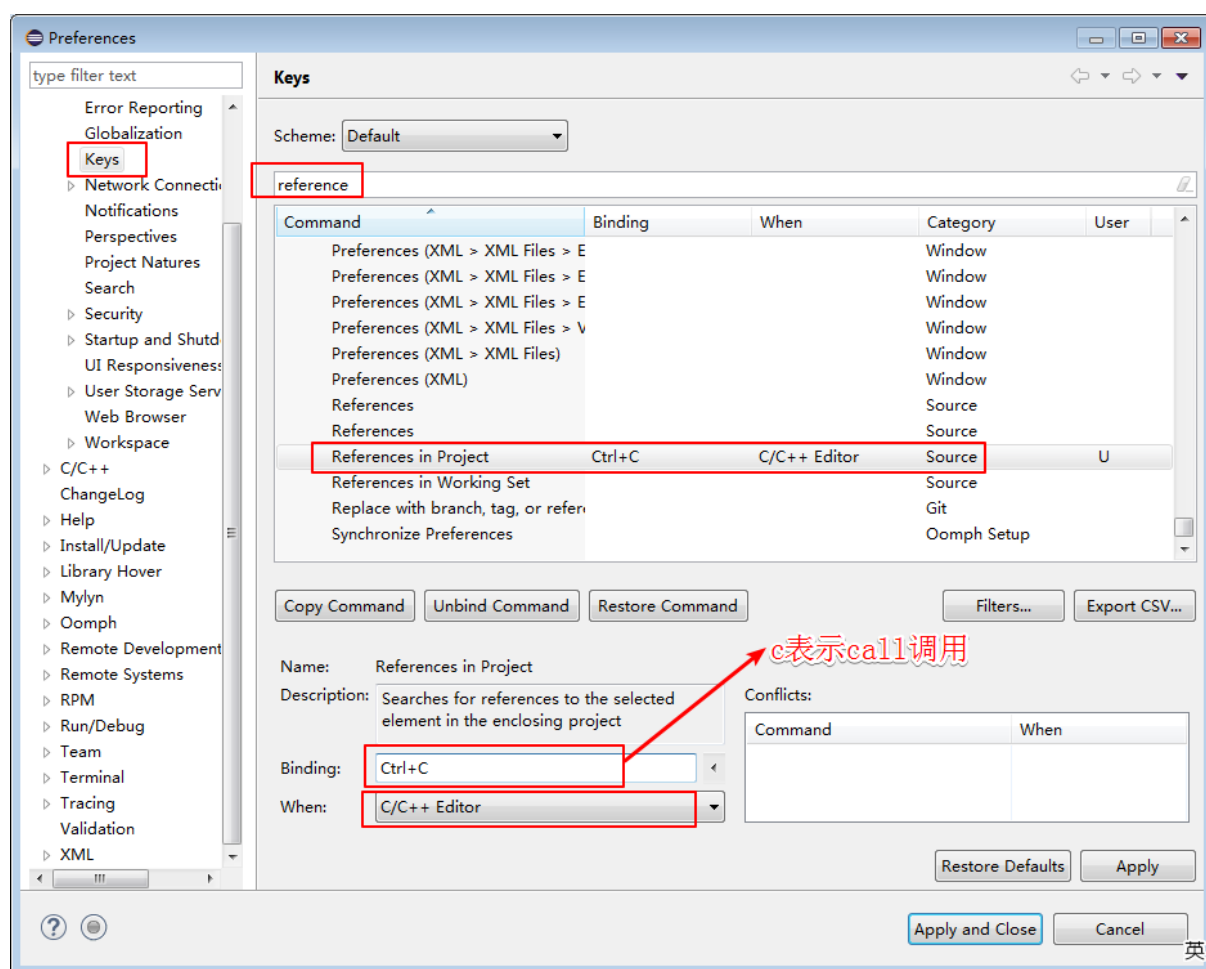 Preferences
type filter text
Error Reporting
Globalization
Keys
Network Connecti
Notifications
Perspectives
Project Natures
Search
Security
Startup and Shutd
UI Responsiveness
User Storage Serv
Web Browser
Workspace
C/C++
ChangeLog
Help
Install/Update
Library Hover
Mylyn
Oomph
Remote Development
Remote Systems
RPM
Run/Debug
Team
Terminal
Tracing
Validation
XML
Keys
Scheme: Default
reference
Command Binding When Category User
Preferences (XML > XML Files > E Window
Preferences (XML > XML Files > E Window
Preferences (XML > XML Files > E Window
Preferences (XML > XML Files > V Window
Preferences (XML > XML Files) Window
Preferences (XML) Window
References Source
References Source
References in Project Ctrl+C C/C++ Editor Source U
References in Working Set Source
Replace with branch, tag, or refere Git
Synchronize Preferences Oomph Setup
Copy Command Unbind Command Restore Command Filters... Export CSV...
c表示call调用
Name: References in Project
Description: Searches for references to the selected
element in the enclosing project
Binding: Ctrl+C
When: C/C++ Editor
Conflicts:
Command When
Restore Defaults Apply
Apply and Close Cancel
英